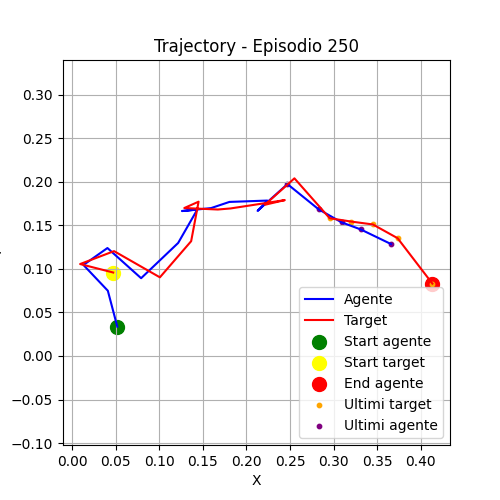 Trajectory - Episodio 250
0.30
0.25
0.20
0.15
0.10
0.05
0.00
−0.05
−0.10
0.00 0.05 0.10 0.15 0.20 0.25 0.30 0.35 0.40
X
Agente
Target
Start agente
Start target
End agente
Ultimi target
Ultimi agente